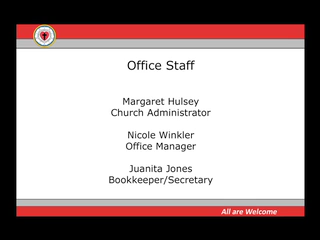 Office Staff
Margaret Hulsey
Church Administrator
Nicole Winkler
Office Manager
Juanita Jones
Bookkeeper/Secretary
All are Welcome